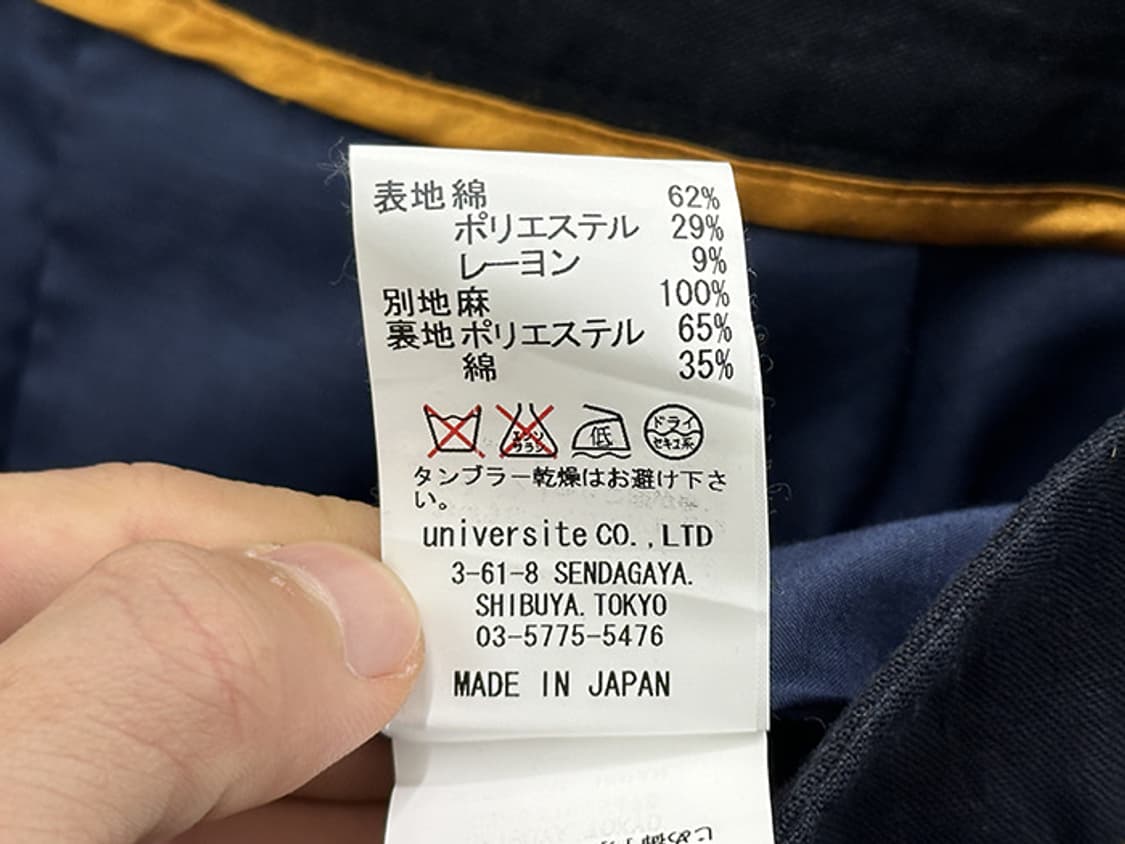 表地 綿 62%
ポリエステル 29%
レーヨン 9%
別地 麻 100%
裏地 ポリエステル 65%
綿 35%
エンソ
サラシ
低
ドライ
セキユ系
タンブラー乾燥はお避け下さ
い。
universite CO.,LTD
3-61-8 SENDAGAYA.
SHIBUYA. TOKYO
03-5775-5476
MADE IN JAPAN